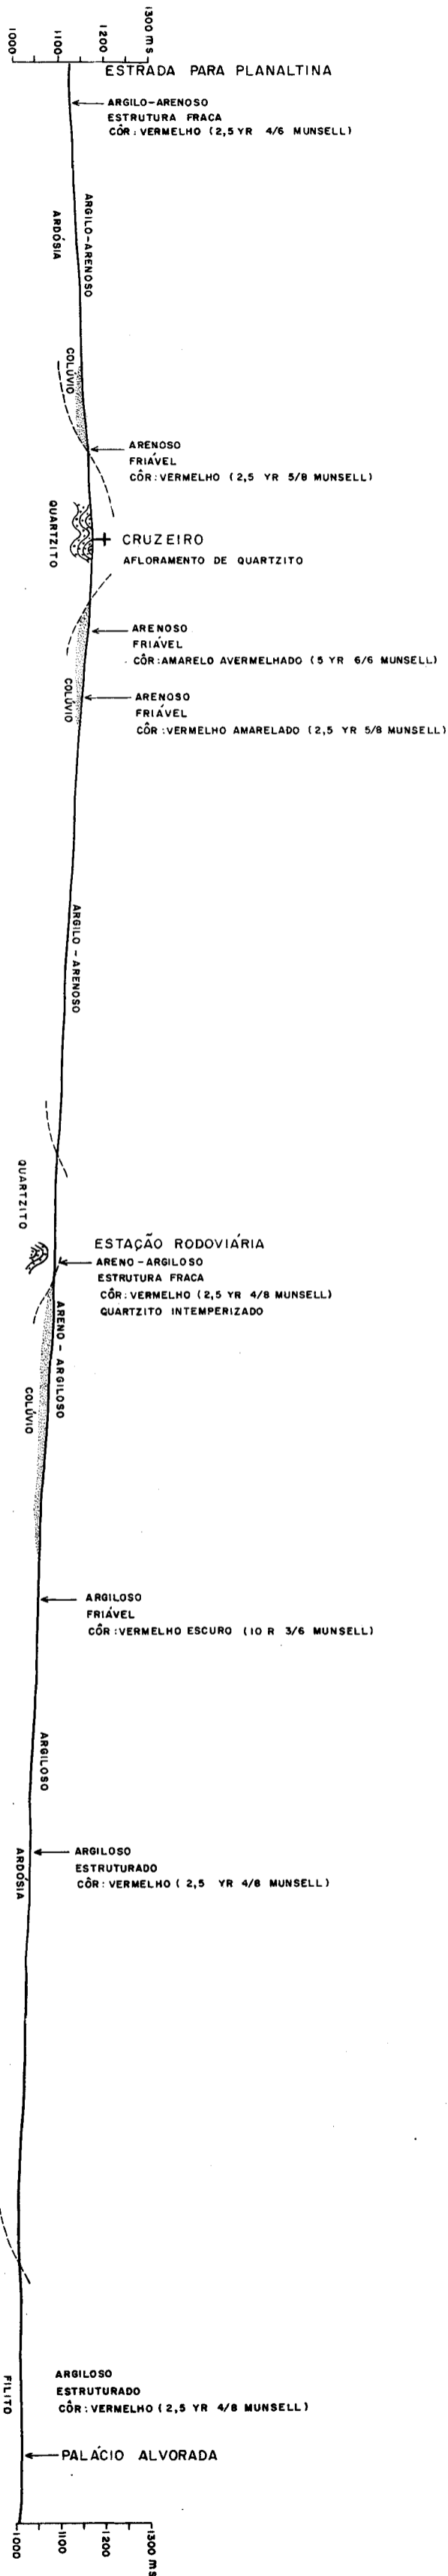 1000
1100
1200
1300 ms
ESTRADA PARA PLANALTINA
ARGILO-ARENOSO
ESTRUTURA FRACA
CÔR: VERMELHO (2,5 YR 4/6 MUNSELL)
ARGILO-ARENOSO
ARDÓSIA
COLÚVIO
ARENOSO
FRIÁVEL
CÔR: VERMELHO (2,5 YR 5/8 MUNSELL)
QUARTZITO
CRUZEIRO
AFLORAMENTO DE QUARTZITO
ARENOSO
FRIÁVEL
CÔR: AMARELO AVERMELHADO (5 YR 6/6 MUNSELL)
COLÚVIO
ARENOSO
FRIÁVEL
CÔR: VERMELHO AMARELADO (2,5 YR 5/8 MUNSELL)
ARGILO - ARENOSO
QUARTZITO
ESTAÇÃO RODOVIÁRIA
ARENO-ARGILOSO
ESTRUTURA FRACA
CÔR: VERMELHO (2,5 YR 4/8 MUNSELL)
QUARTZITO INTEMPERIZADO
ARENO - ARGILOSO
COLÚVIO
ARGILOSO
FRIÁVEL
CÔR: VERMELHO ESCURO (10 R 3/6 MUNSELL)
ARGILOSO
ARDÓSIA
ARGILOSO
ESTRUTURADO
CÔR: VERMELHO (2,5 YR 4/8 MUNSELL)
ARGILOSO
ESTRUTURADO
CÔR: VERMELHO (2,5 YR 4/8 MUNSELL)
FILITO
PALÁCIO ALVORADA
1000
1100
1200
1300 ms